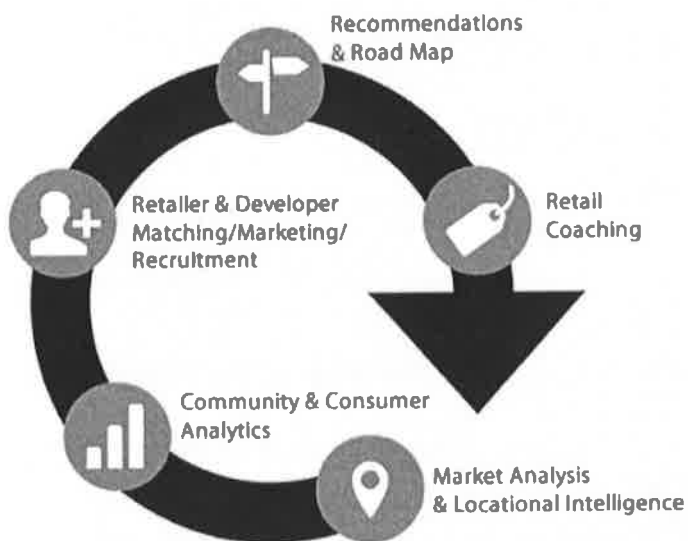 Recommendations
& Road Map
Retailer & Developer
Matching/Marketing/
Recruitment
Retail
Coaching
Community & Consumer
Analytics
Market Analysis
& Locational Intelligence